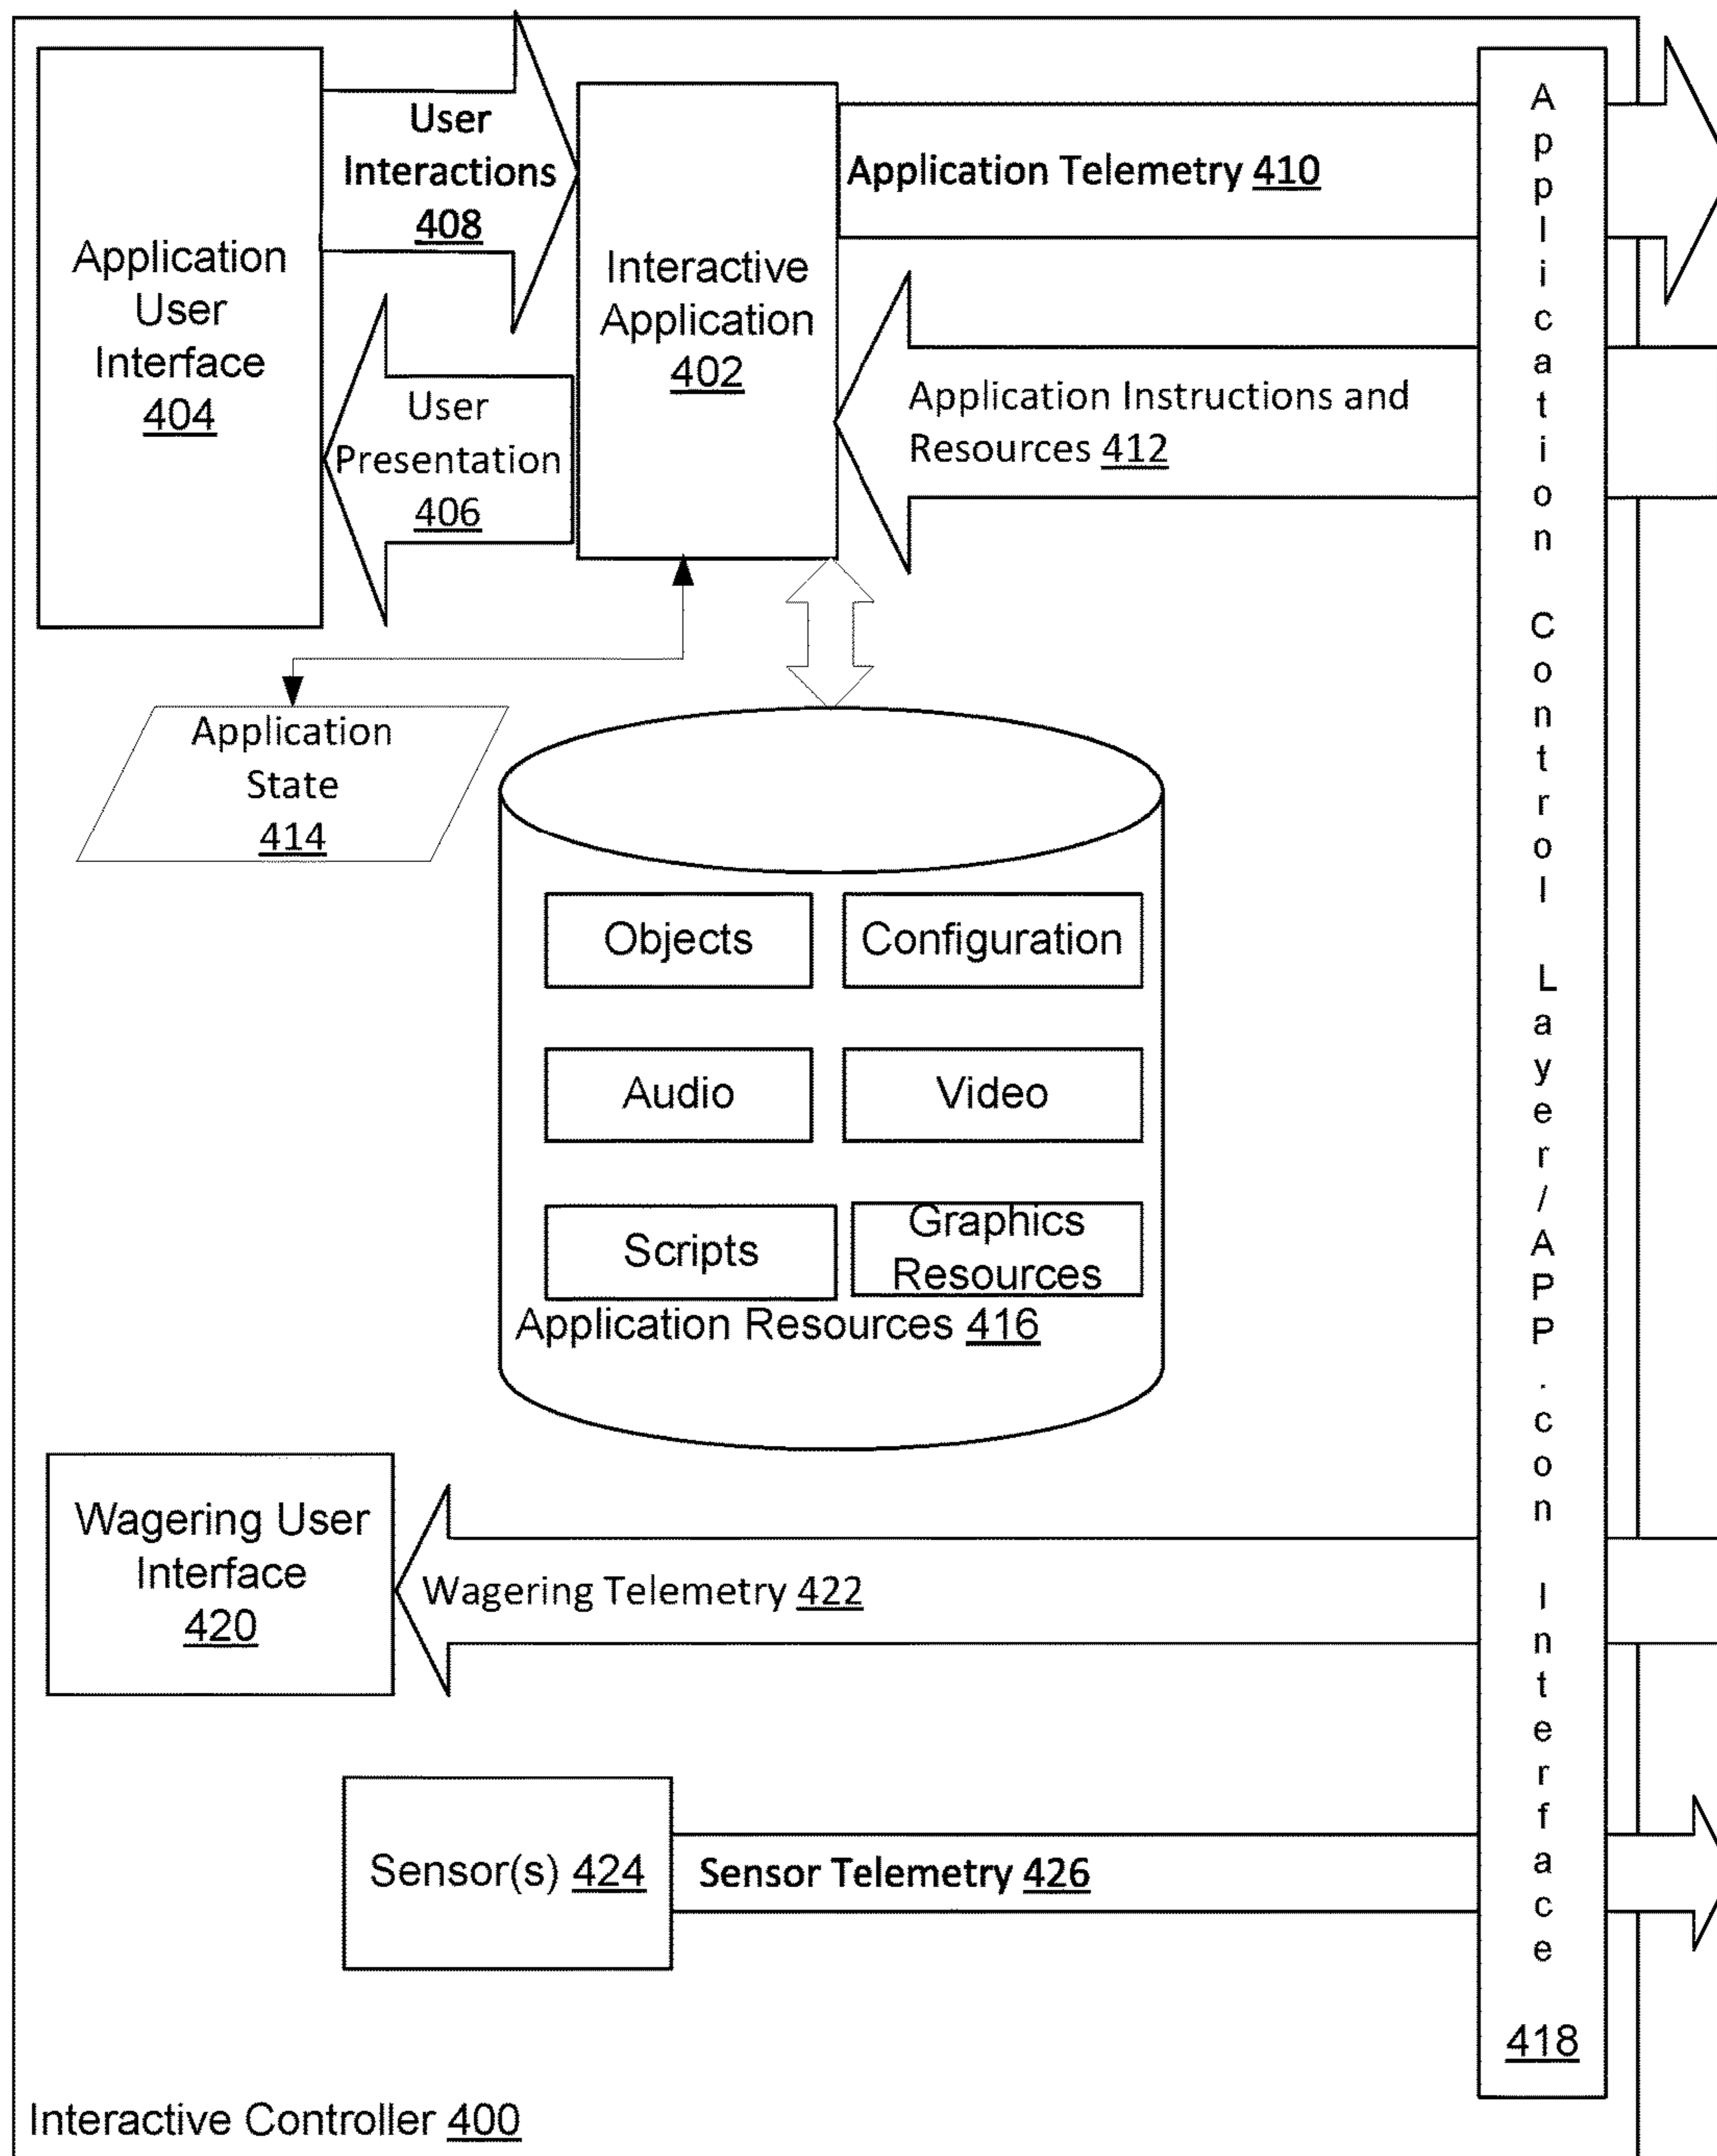 Application
User
Interface
404
User
Interactions
408
User
Presentation
406
Interactive
Application
402
Application Telemetry 410
Application Instructions and
Resources 412
Application
State
414
Objects
Configuration
Audio
Video
Scripts
Graphics
Resources
Application Resources 416
Wagering User
Interface
420
Wagering Telemetry 422
Sensor(s) 424
Sensor Telemetry 426
Application Control Layer/APP.con Interface
418
Interactive Controller 400